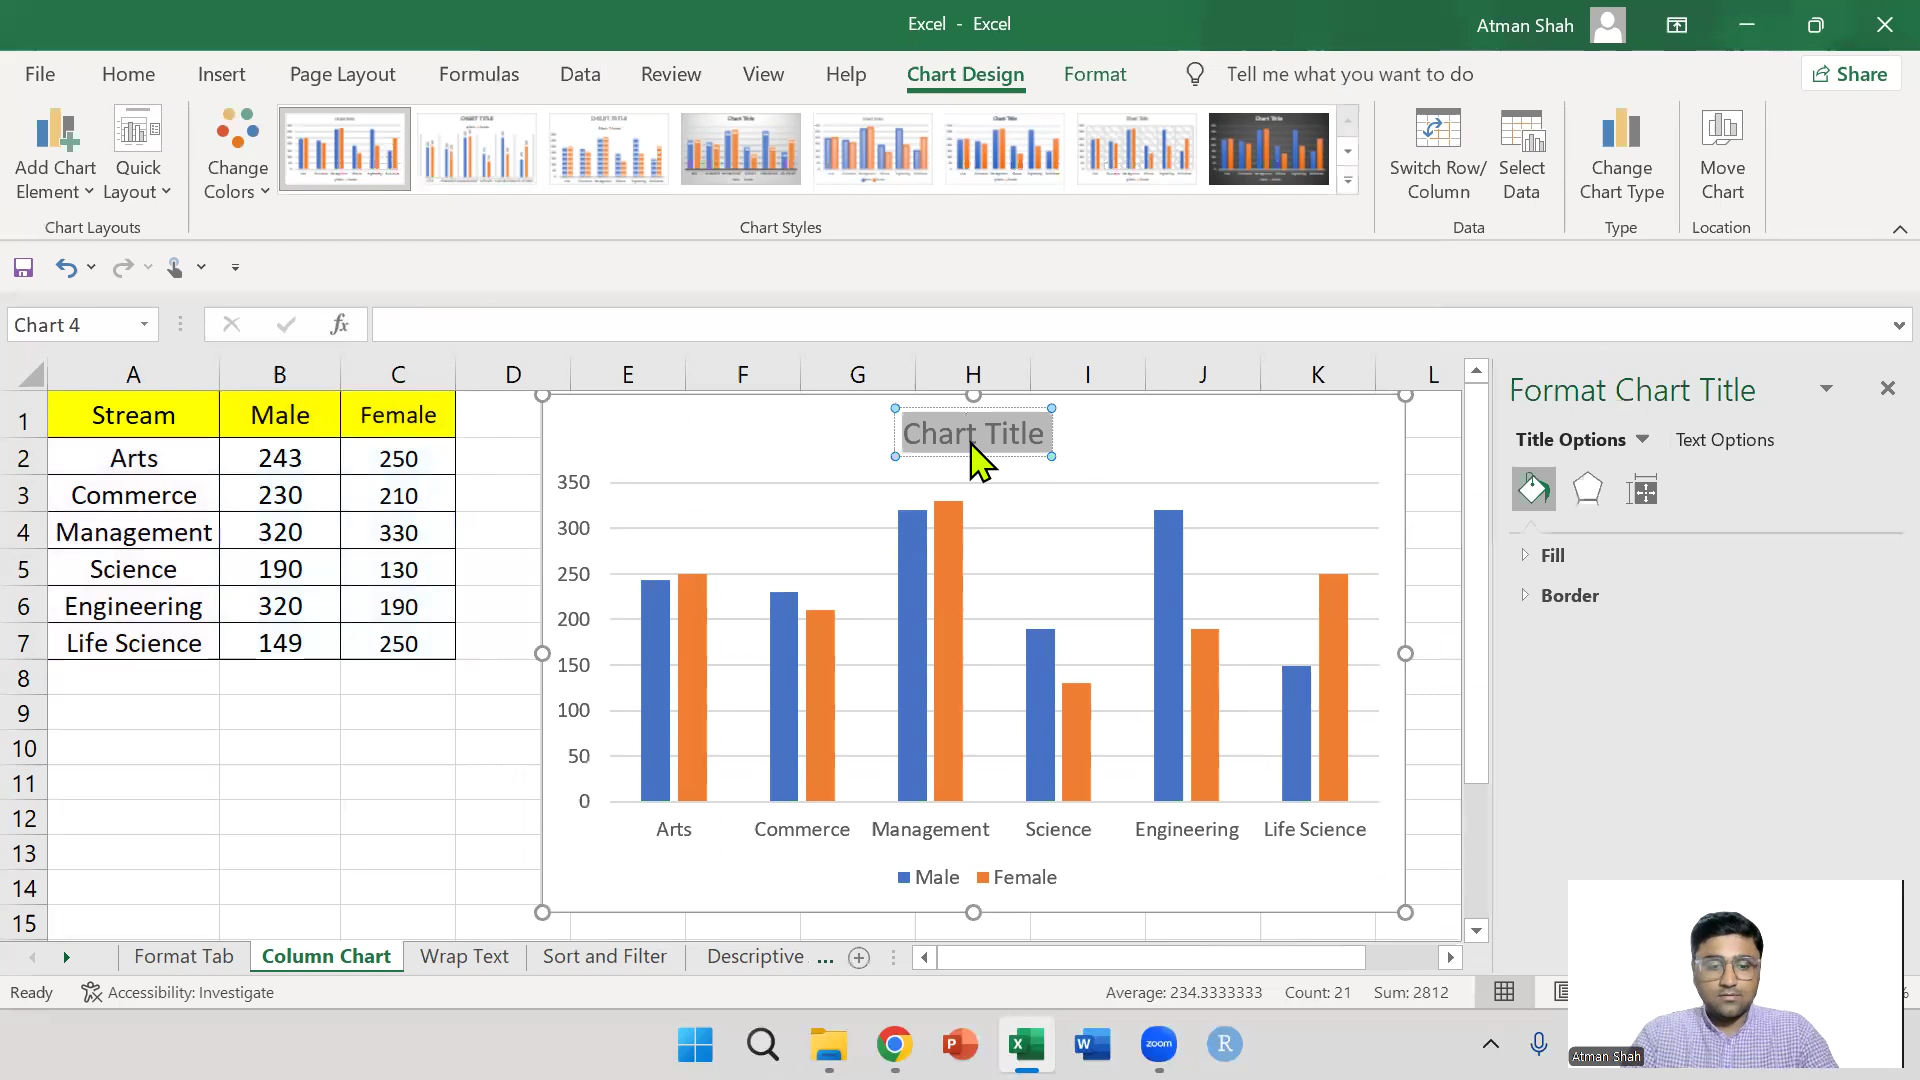 Excel - Excel
Atman Shah
File Home Insert Page Layout Formulas Data Review View Help Chart Design Format Tell me what you want to do Share
Add Chart Element
Quick Layout
Change Colors
Switch Row/ Column
Select Data
Change Chart Type
Move Chart
Chart Layouts
Chart Styles
Data
Type
Location
Chart 4
fx
A B C D E F G H I J K L
1 Stream Male Female
2 Arts 243 250
3 Commerce 230 210
4 Management 320 330
5 Science 190 130
6 Engineering 320 190
7 Life Science 149 250
8
9
10
11
12
13
14
15
Chart Title
350
300
250
200
150
100
50
0
Arts Commerce Management Science Engineering Life Science
Male Female
Format Chart Title
Title Options Text Options
Fill
Border
Format Tab Column Chart Wrap Text Sort and Filter Descriptive ...
Ready Accessibility: Investigate Average: 234.3333333 Count: 21 Sum: 2812
zoom
Atman Shah